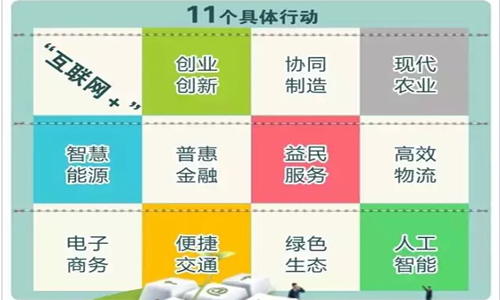 11个具体行动
“互联网+”
创业
创新
协同
制造
现代
农业
智慧
能源
普惠
金融
益民
服务
高效
物流
电子
商务
便捷
交通
绿色
生态
人工
智能
@